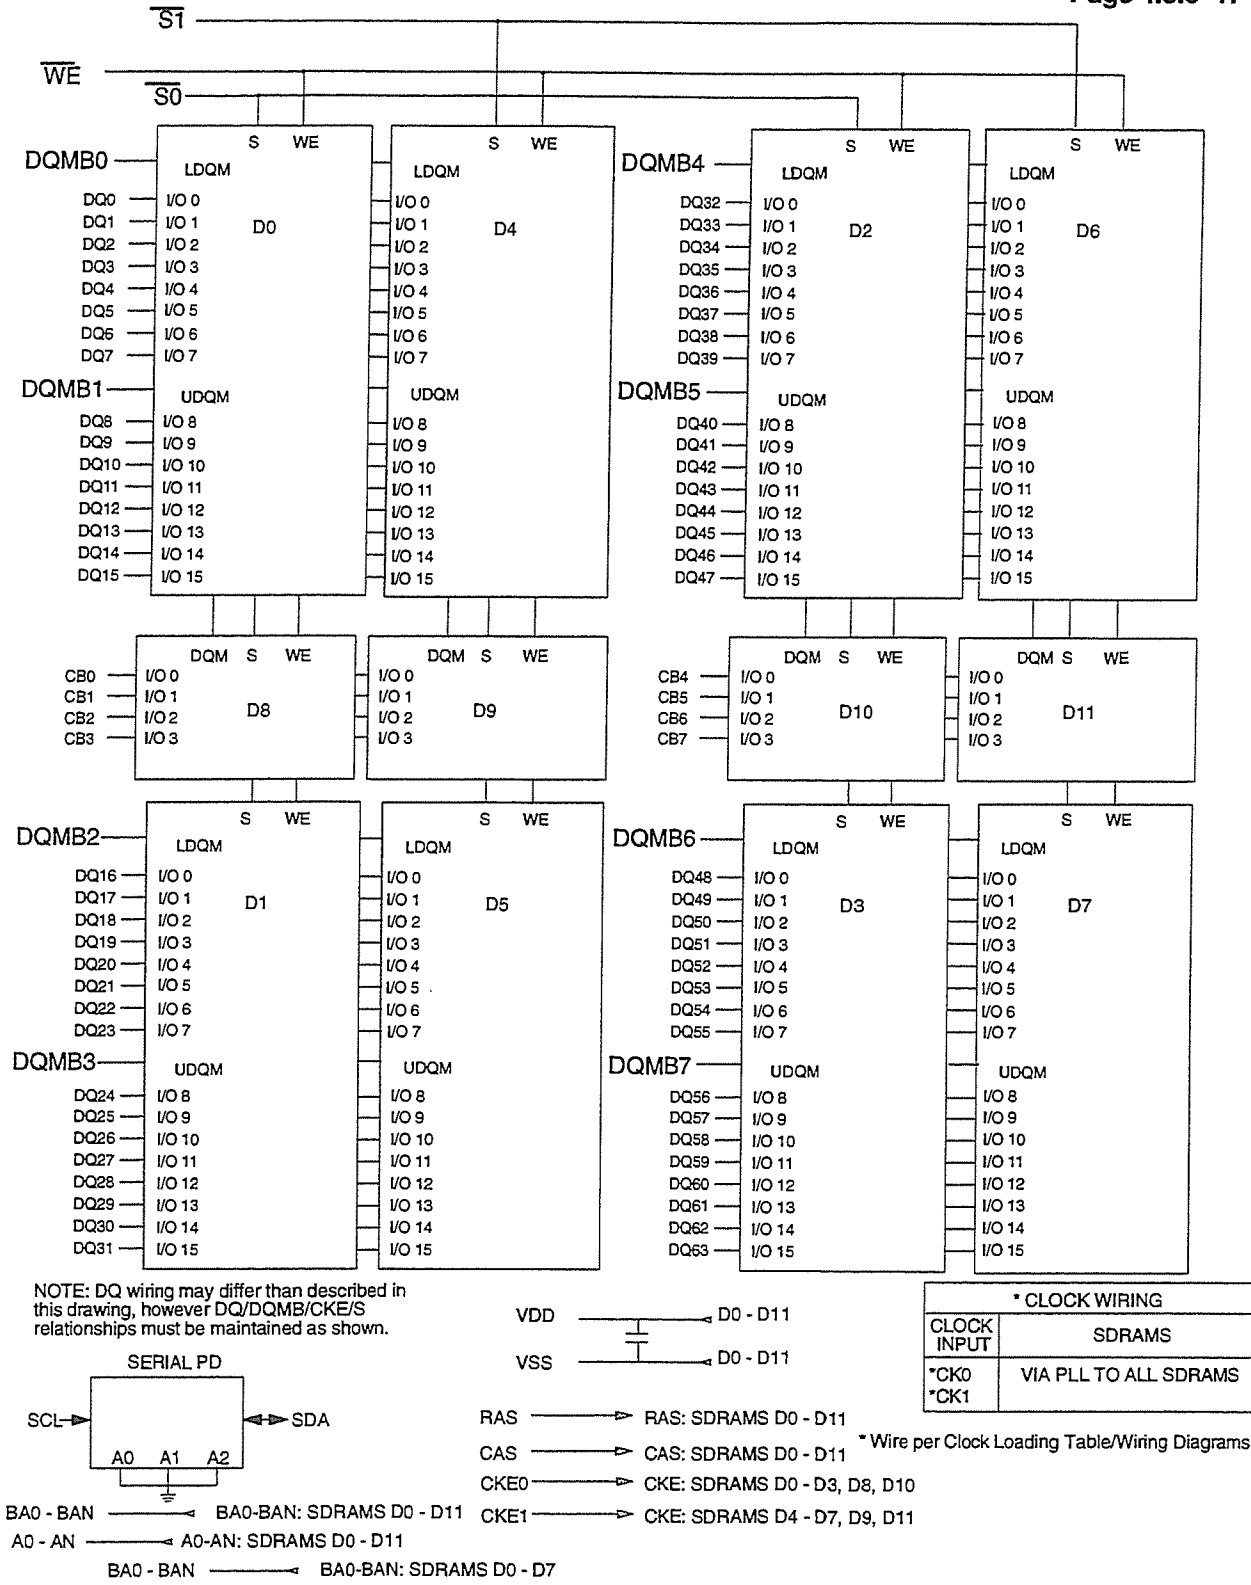 S1
WE
S0
S WE S WE S WE S WE
DQMB0 LDQM LDQM DQMB4 LDQM LDQM
DQ0 I/O 0 I/O 0 DQ32 I/O 0 I/O 0
DQ1 I/O 1 D0 I/O 1 D4 DQ33 I/O 1 D2 I/O 1 D6
DQ2 I/O 2 I/O 2 DQ34 I/O 2 I/O 2
DQ3 I/O 3 I/O 3 DQ35 I/O 3 I/O 3
DQ4 I/O 4 I/O 4 DQ36 I/O 4 I/O 4
DQ5 I/O 5 I/O 5 DQ37 I/O 5 I/O 5
DQ6 I/O 6 I/O 6 DQ38 I/O 6 I/O 6
DQ7 I/O 7 I/O 7 DQ39 I/O 7 I/O 7
DQMB1 UDQM UDQM DQMB5 UDQM UDQM
DQ8 I/O 8 I/O 8 DQ40 I/O 8 I/O 8
DQ9 I/O 9 I/O 9 DQ41 I/O 9 I/O 9
DQ10 I/O 10 I/O 10 DQ42 I/O 10 I/O 10
DQ11 I/O 11 I/O 11 DQ43 I/O 11 I/O 11
DQ12 I/O 12 I/O 12 DQ44 I/O 12 I/O 12
DQ13 I/O 13 I/O 13 DQ45 I/O 13 I/O 13
DQ14 I/O 14 I/O 14 DQ46 I/O 14 I/O 14
DQ15 I/O 15 I/O 15 DQ47 I/O 15 I/O 15
DQM S WE DQM S WE DQM S WE DQM S WE
CB0 I/O 0 I/O 0 CB4 I/O 0 I/O 0
CB1 I/O 1 I/O 1 CB5 I/O 1 I/O 1
CB2 I/O 2 D8 I/O 2 D9 CB6 I/O 2 D10 I/O 2 D11
CB3 I/O 3 I/O 3 CB7 I/O 3 I/O 3
S WE S WE S WE S WE
DQMB2 LDQM LDQM DQMB6 LDQM LDQM
DQ16 I/O 0 I/O 0 DQ48 I/O 0 I/O 0
DQ17 I/O 1 D1 I/O 1 D5 DQ49 I/O 1 D3 I/O 1 D7
DQ18 I/O 2 I/O 2 DQ50 I/O 2 I/O 2
DQ19 I/O 3 I/O 3 DQ51 I/O 3 I/O 3
DQ20 I/O 4 I/O 4 DQ52 I/O 4 I/O 4
DQ21 I/O 5 I/O 5 DQ53 I/O 5 I/O 5
DQ22 I/O 6 I/O 6 DQ54 I/O 6 I/O 6
DQ23 I/O 7 I/O 7 DQ55 I/O 7 I/O 7
DQMB3 UDQM UDQM DQMB7 UDQM UDQM
DQ24 I/O 8 I/O 8 DQ56 I/O 8 I/O 8
DQ25 I/O 9 I/O 9 DQ57 I/O 9 I/O 9
DQ26 I/O 10 I/O 10 DQ58 I/O 10 I/O 10
DQ27 I/O 11 I/O 11 DQ59 I/O 11 I/O 11
DQ28 I/O 12 I/O 12 DQ60 I/O 12 I/O 12
DQ29 I/O 13 I/O 13 DQ61 I/O 13 I/O 13
DQ30 I/O 14 I/O 14 DQ62 I/O 14 I/O 14
DQ31 I/O 15 I/O 15 DQ63 I/O 15 I/O 15
NOTE: DQ wiring may differ than described in
this drawing, however DQ/DQMB/CKE/S
relationships must be maintained as shown.
VDD D0 - D11
VSS D0 - D11
* CLOCK WIRING
CLOCK INPUT SDRAMS
*CK0 VIA PLL TO ALL SDRAMS
*CK1
* Wire per Clock Loading Table/Wiring Diagrams
SERIAL PD
SCL SDA
A0 A1 A2
RAS RAS: SDRAMS D0 - D11
CAS CAS: SDRAMS D0 - D11
CKE0 CKE: SDRAMS D0 - D3, D8, D10
CKE1 CKE: SDRAMS D4 - D7, D9, D11
BA0 - BAN BA0-BAN: SDRAMS D0 - D11
A0 - AN A0-AN: SDRAMS D0 - D11
BA0 - BAN BA0-BAN: SDRAMS D0 - D7